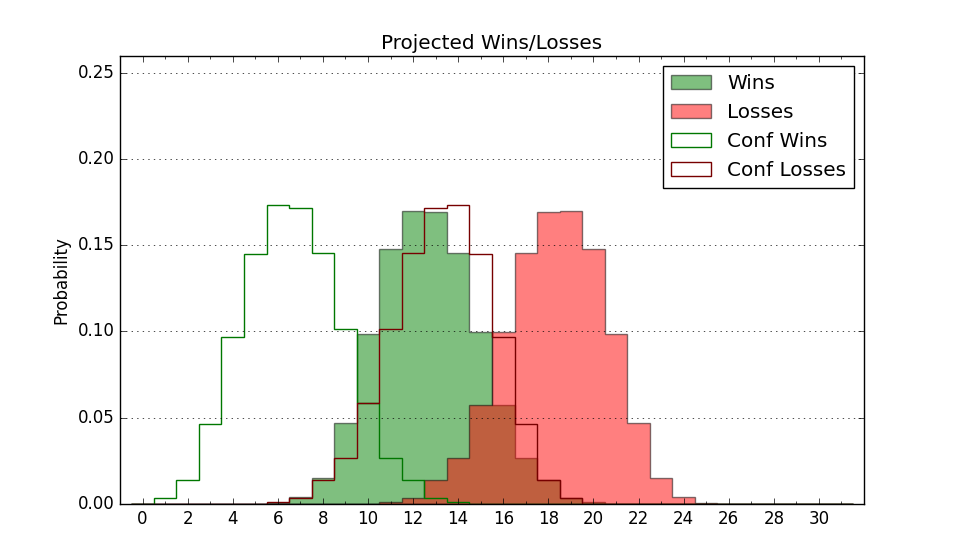 Projected Wins/Losses
Wins
Losses
Conf Wins
Conf Losses
0.25
0.20
0.15
0.10
0.05
0.00
Probability
0 2 4 6 8 10 12 14 16 18 20 22 24 26 28 30